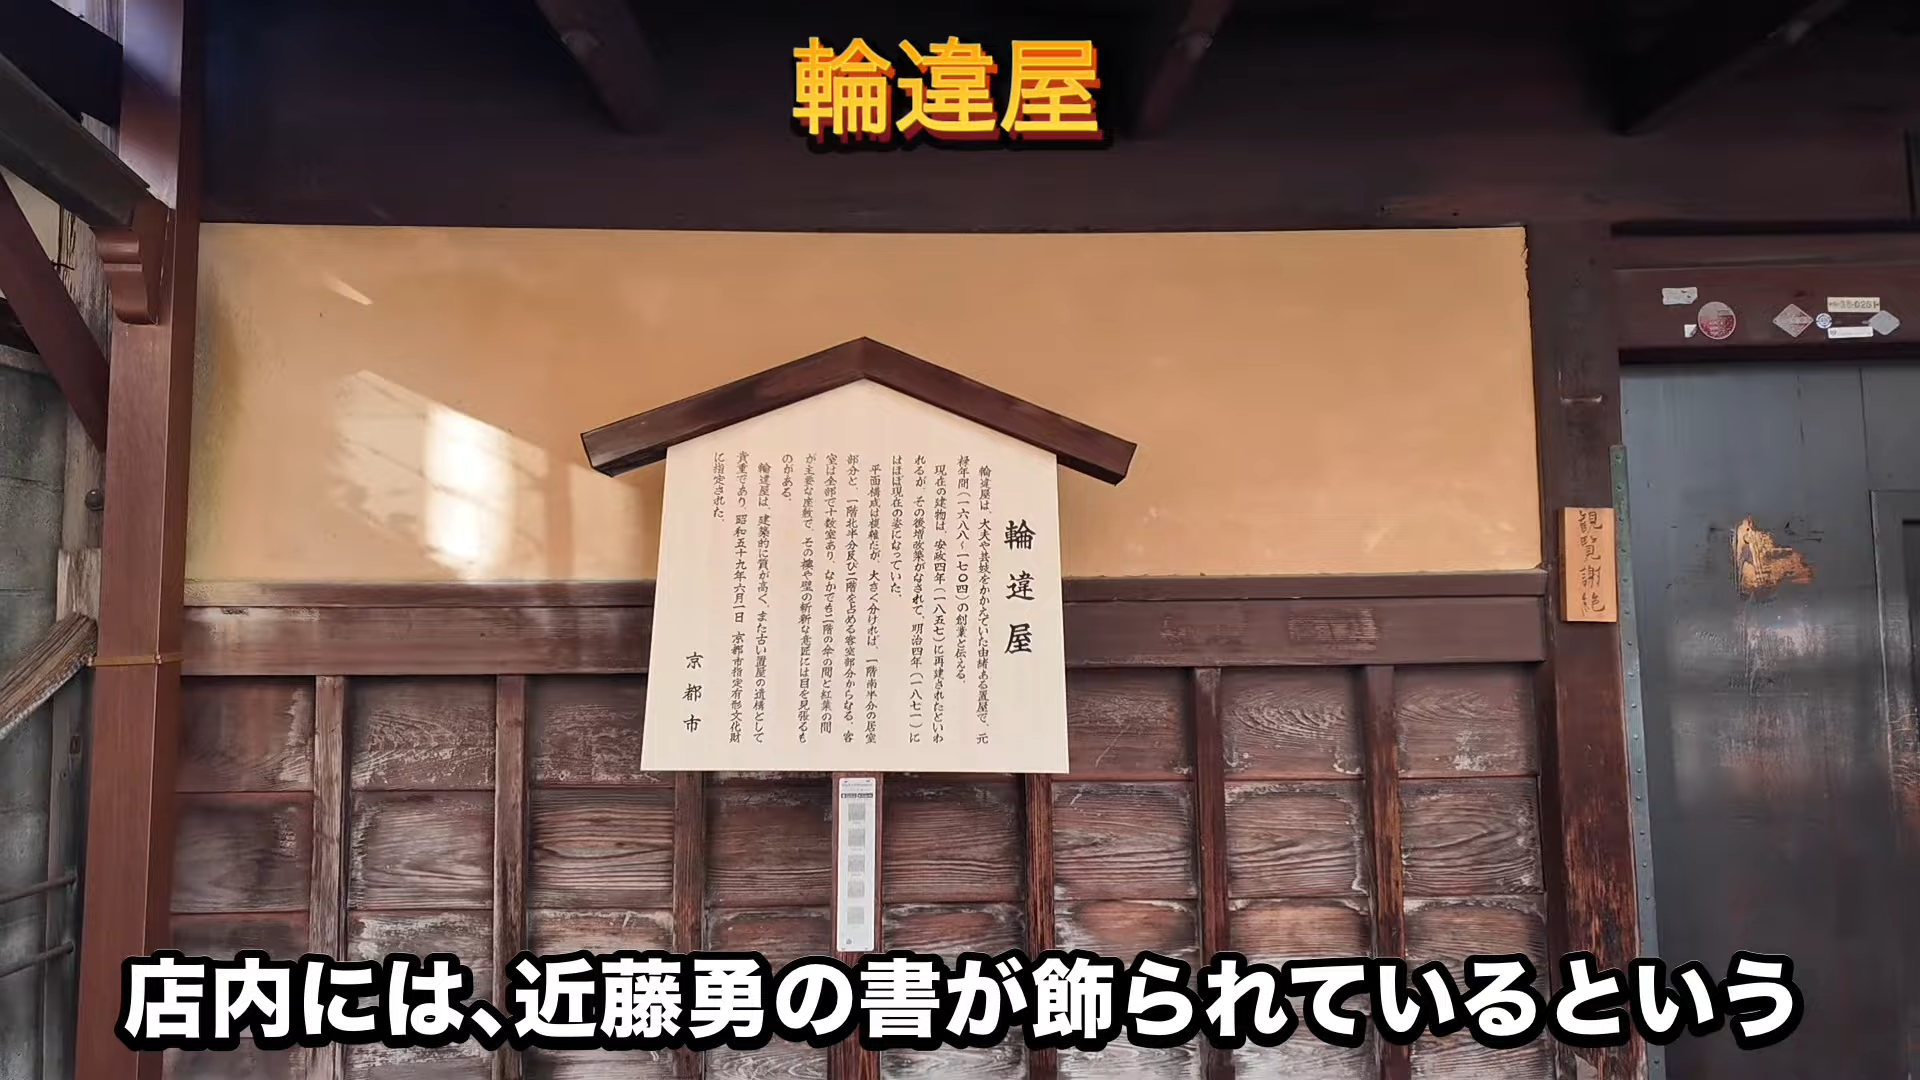 輪違屋
輪違屋
輪違屋は、太夫や芸妓をかかえていた由緒ある置屋で、元
禄年間(一六八八〜一七〇四)の創業と伝える。
現在の建物は、安政四年(一八五七)に再建されたといわ
れるが、その後増改築がなされて、明治四年(一八七一)に
はほぼ現在の姿になっていた。
平面構成は複雑だが、大きく分ければ、一階南半分の居室
部分と、一階北半分及び二階を占める客室部分からなる。客
室は全部で十数室あり、なかでも二階の傘の間と紅葉の間
が主要な座敷で、その襖や壁の斬新な意匠には目を見張るも
のがある。
輪違屋は、建築的に質が高く、また古い置屋の遺構として
貴重であり、昭和五十九年六月一日 京都市指定有形文化財
に指定された。
京都市
観覧謝絶
店内には、近藤勇の書が飾られているという